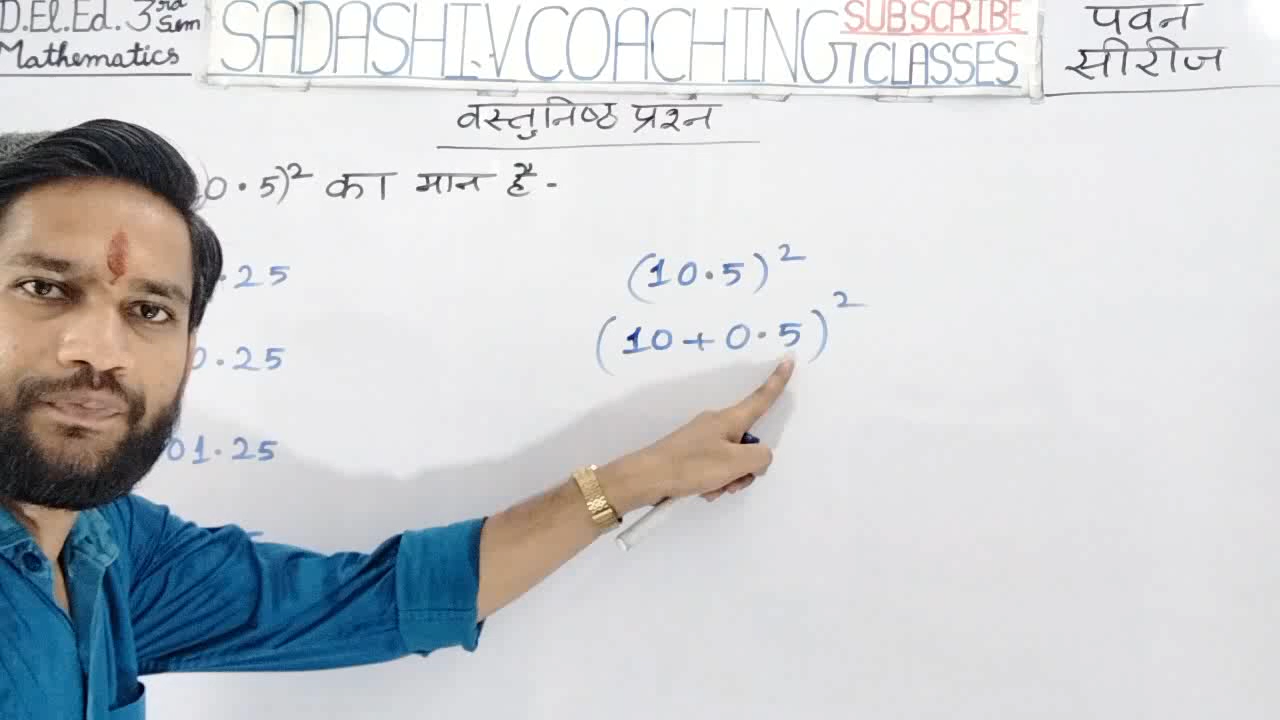 D.El.Ed. 3rd Sem
Mathematics
SADASHIV COACHING CLASSES
SUBSCRIBE
पवन
सीरीज
वस्तुनिष्ठ प्रश्न
0.5)² का मान है -
.25
(10.5)²
0.25
(10+0.5)²
01.25